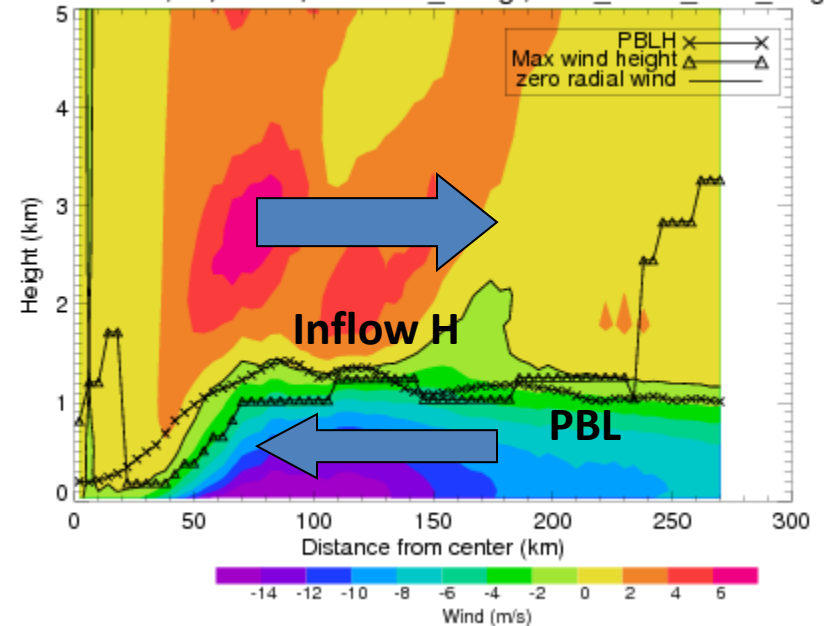 PBLH
Max wind height
zero radial wind
5
4
3
2
1
0
Height (km)
Inflow H
PBL
0 50 100 150 200 250 300
Distance from center (km)
-14 -12 -10 -8 -6 -4 -2 0 2 4 6
Wind (m/s)